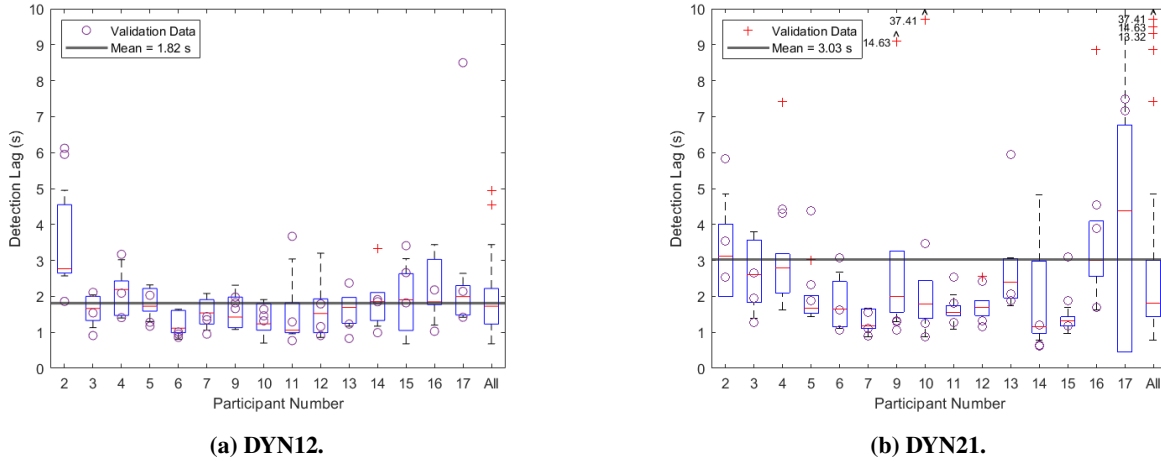 10
9
8
7
6
5
4
3
2
1
0
Detection Lag (s)
Validation Data
Mean = 1.82 s
2 3 4 5 6 7 9 10 11 12 13 14 15 16 17 All
Participant Number
(a) DYN12.
10
9
8
7
6
5
4
3
2
1
0
Detection Lag (s)
Validation Data
Mean = 3.03 s
14.63
37.41
37.41
14.63
13.32
2 3 4 5 6 7 9 10 11 12 13 14 15 16 17 All
Participant Number
(b) DYN21.